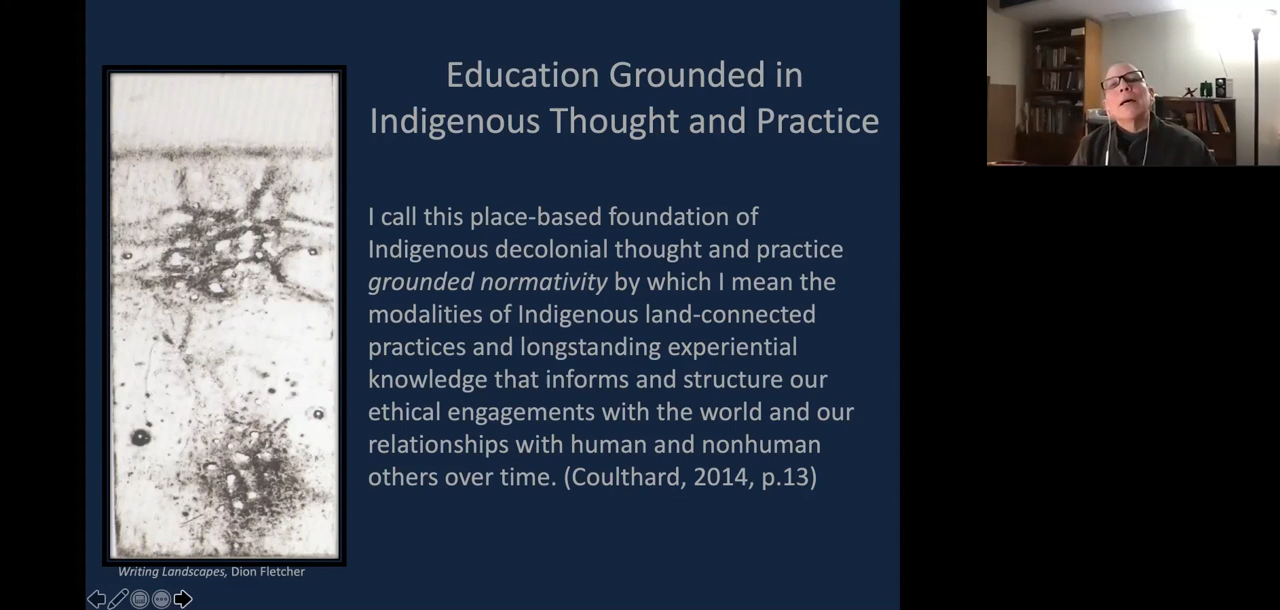 Education Grounded in
Indigenous Thought and Practice
I call this place-based foundation of
Indigenous decolonial thought and practice
grounded normativity by which I mean the
modalities of Indigenous land-connected
practices and longstanding experiential
knowledge that informs and structure our
ethical engagements with the world and our
relationships with human and nonhuman
others over time. (Coulthard, 2014, p.13)
Writing Landscapes, Dion Fletcher